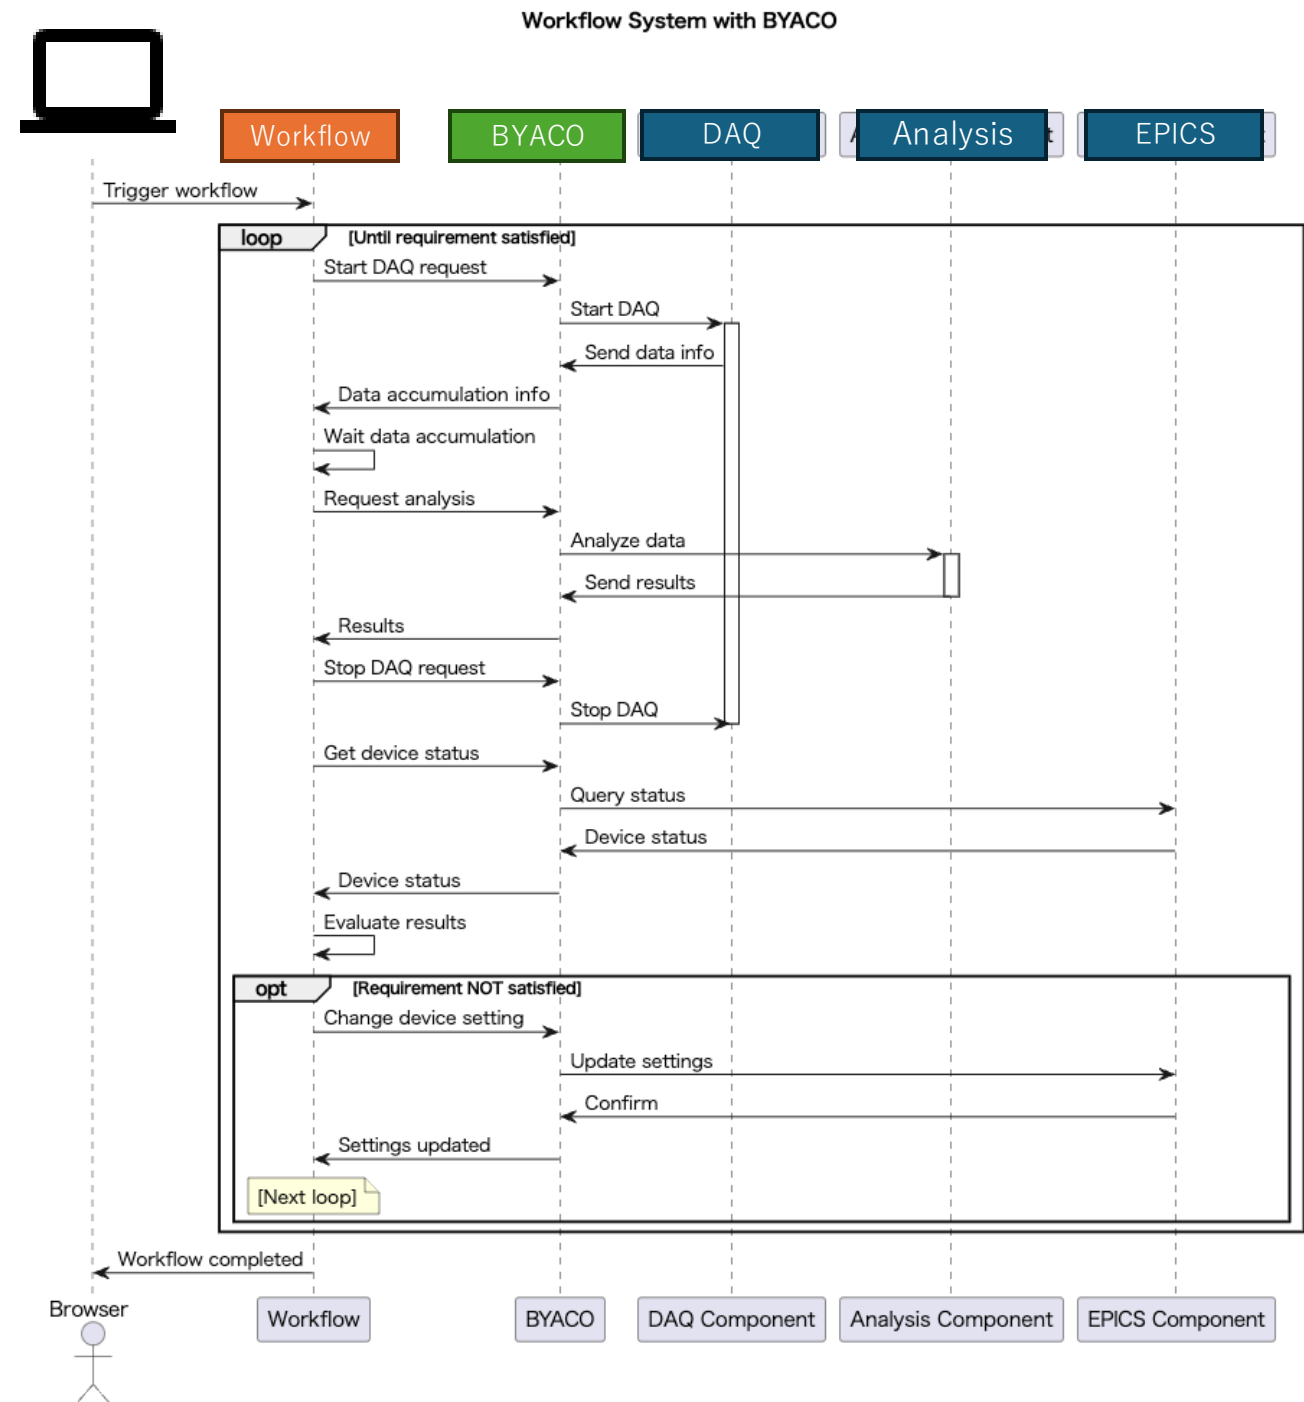 Workflow System with BYACO
Workflow
BYACO
DAQ
Analysis
EPICS
Trigger workflow
loop
[Until requirement satisfied]
Start DAQ request
Start DAQ
Send data info
Data accumulation info
Wait data accumulation
Request analysis
Analyze data
Send results
Results
Stop DAQ request
Stop DAQ
Get device status
Query status
Device status
Device status
Evaluate results
opt
[Requirement NOT satisfied]
Change device setting
Update settings
Confirm
Settings updated
[Next loop]
Workflow completed
Browser
Workflow
BYACO
DAQ Component
Analysis Component
EPICS Component